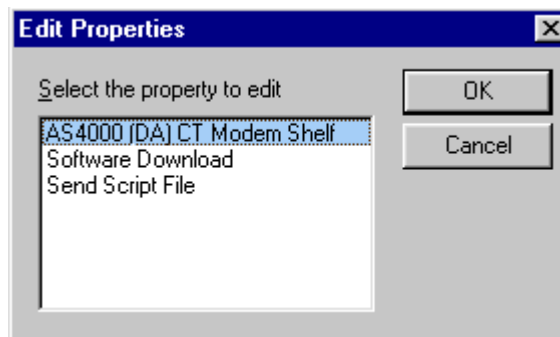 Edit Properties
Select the property to edit
OK
AS4000 (DA) CT Modem Shelf
Cancel
Software Download
Send Script File